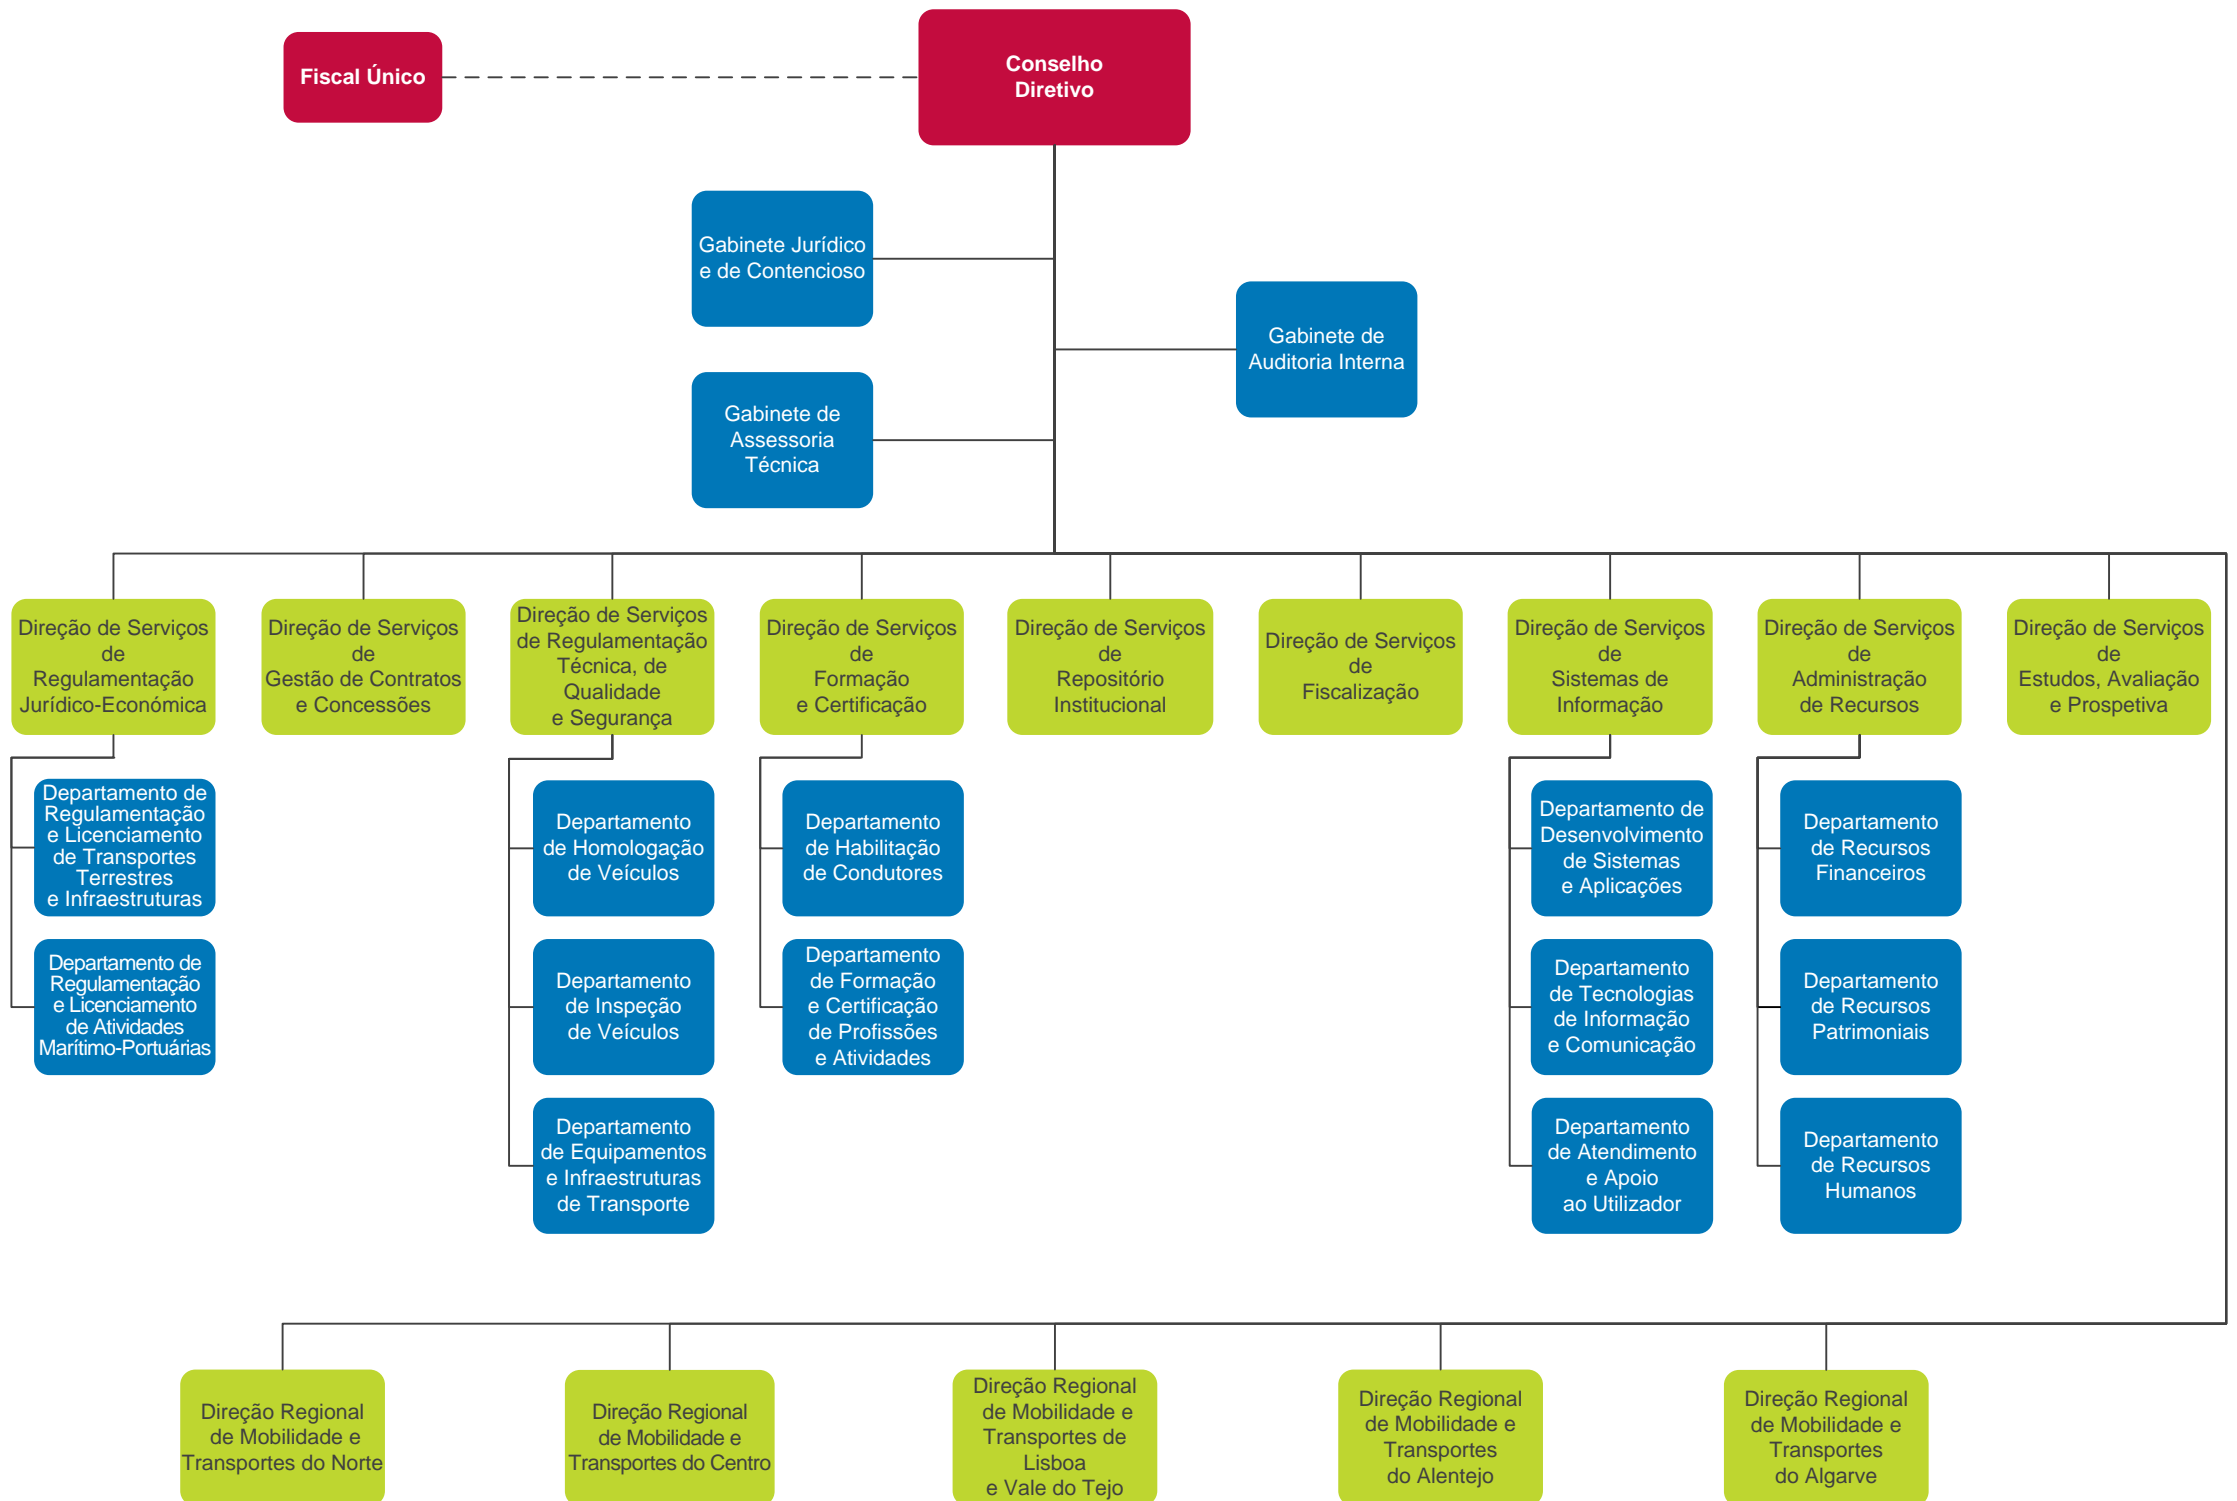 Fiscal Único
Conselho
Diretivo
Gabinete Jurídico
e de Contencioso
Gabinete de
Auditoria Interna
Gabinete de
Assessoria
Técnica
Direção de Serviços
de
Regulamentação
Jurídico-Económica
Direção de Serviços
de
Gestão de Contratos
e Concessões
Direção de Serviços
de Regulamentação
Técnica, de
Qualidade
e Segurança
Direção de Serviços
de
Formação
e Certificação
Direção de Serviços
de
Repositório
Institucional
Direção de Serviços
de
Fiscalização
Direção de Serviços
de
Sistemas de
Informação
Direção de Serviços
de
Administração
de Recursos
Direção de Serviços
de
Estudos, Avaliação
e Prospetiva
Departamento de
Regulamentação
e Licenciamento
de Transportes
Terrestres
e Infraestruturas
Departamento
de Homologação
de Veículos
Departamento
de Habilitação
de Condutores
Departamento de
Desenvolvimento
de Sistemas
e Aplicações
Departamento
de Recursos
Financeiros
Departamento de
Regulamentação
e Licenciamento
de Atividades
Marítimo-Portuárias
Departamento
de Inspeção
de Veículos
Departamento
de Formação
e Certificação
de Profissões
e Atividades
Departamento
de Tecnologias
de Informação
e Comunicação
Departamento
de Recursos
Patrimoniais
Departamento
de Equipamentos
e Infraestruturas
de Transporte
Departamento
de Atendimento
e Apoio
ao Utilizador
Departamento
de Recursos
Humanos
Direção Regional
de Mobilidade e
Transportes do Norte
Direção Regional
de Mobilidade e
Transportes do Centro
Direção Regional
de Mobilidade e
Transportes de
Lisboa
e Vale do Tejo
Direção Regional
de Mobilidade e
Transportes
do Alentejo
Direção Regional
de Mobilidade e
Transportes
do Algarve